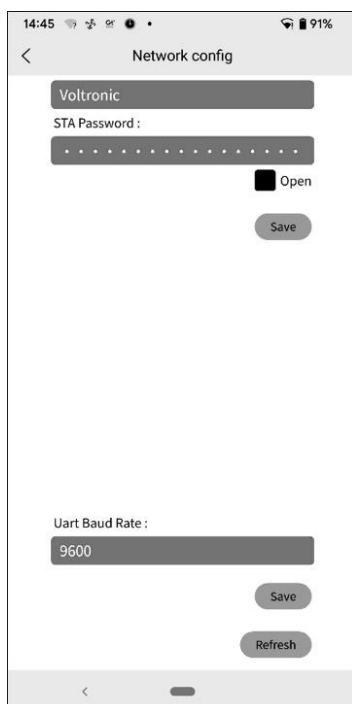 14:45 91%
Network config
Voltronic
STA Password :
• • • • • • • • • • • • • • • • •
Open
Save
Uart Baud Rate :
9600
Save
Refresh